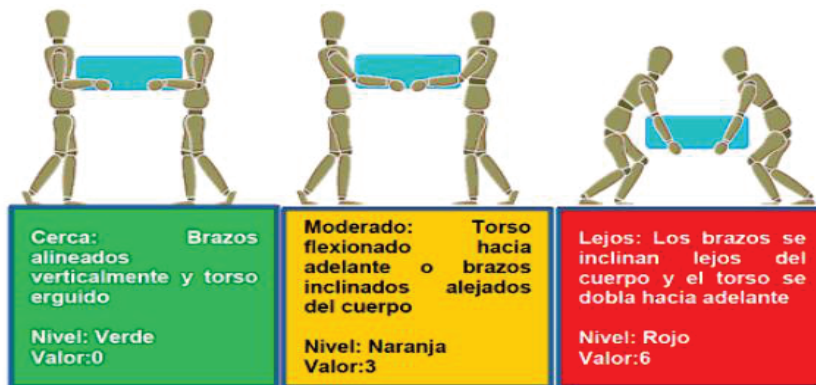 Cerca: Brazos
alineados
verticalmente y torso
erguido
Nivel: Verde
Valor:0
Moderado: Torso
flexionado hacia
adelante o brazos
inclinados alejados
del cuerpo
Nivel: Naranja
Valor:3
Lejos: Los brazos se
inclinan lejos del
cuerpo y el torso se
dobla hacia adelante
Nivel: Rojo
Valor:6